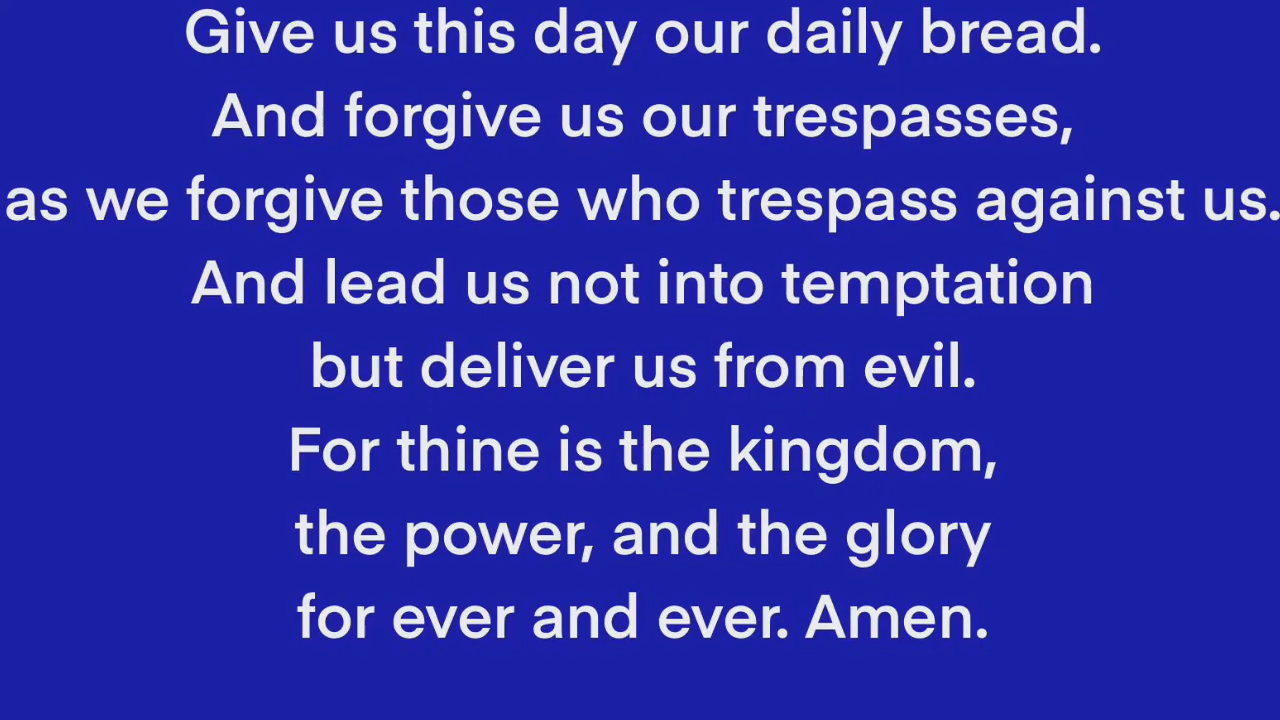 Give us this day our daily bread.
And forgive us our trespasses,
as we forgive those who trespass against us.
And lead us not into temptation
but deliver us from evil.
For thine is the kingdom,
the power, and the glory
for ever and ever. Amen.